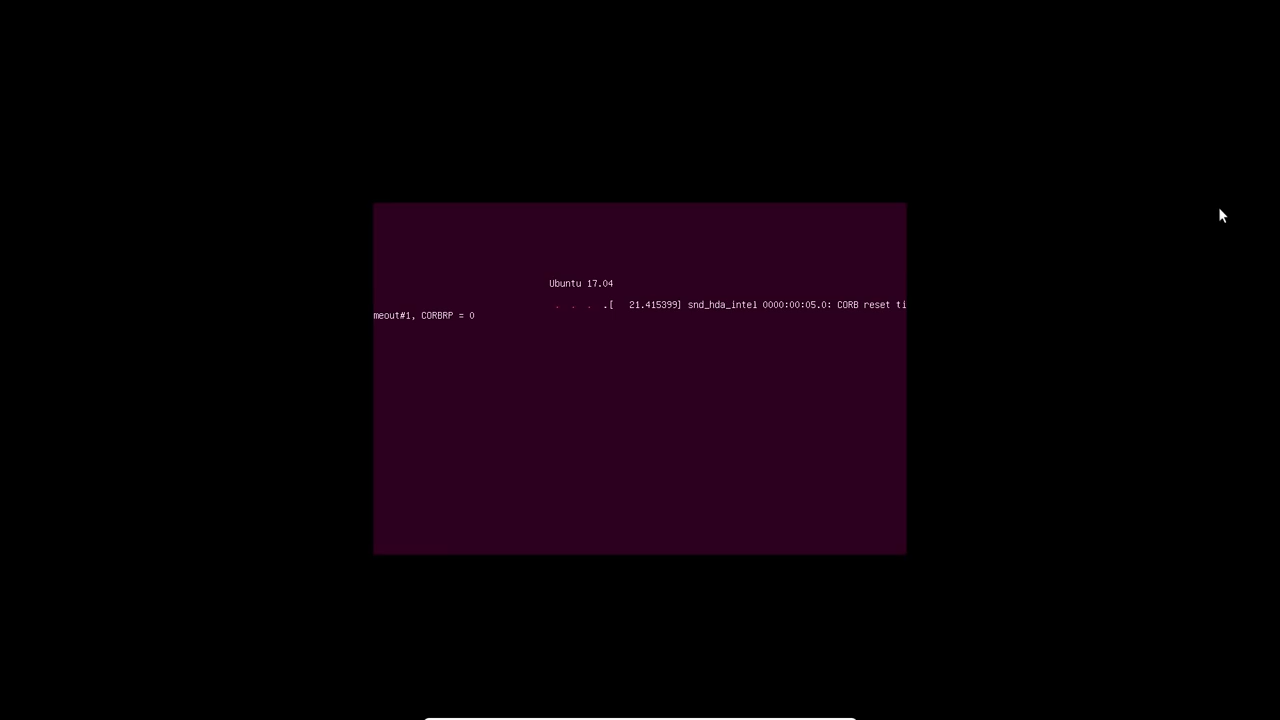 Ubuntu 17.04
. . . .[   21.415399] snd_hda_intel 0000:00:05.0: CORB reset ti
meout#1, CORBRP = 0